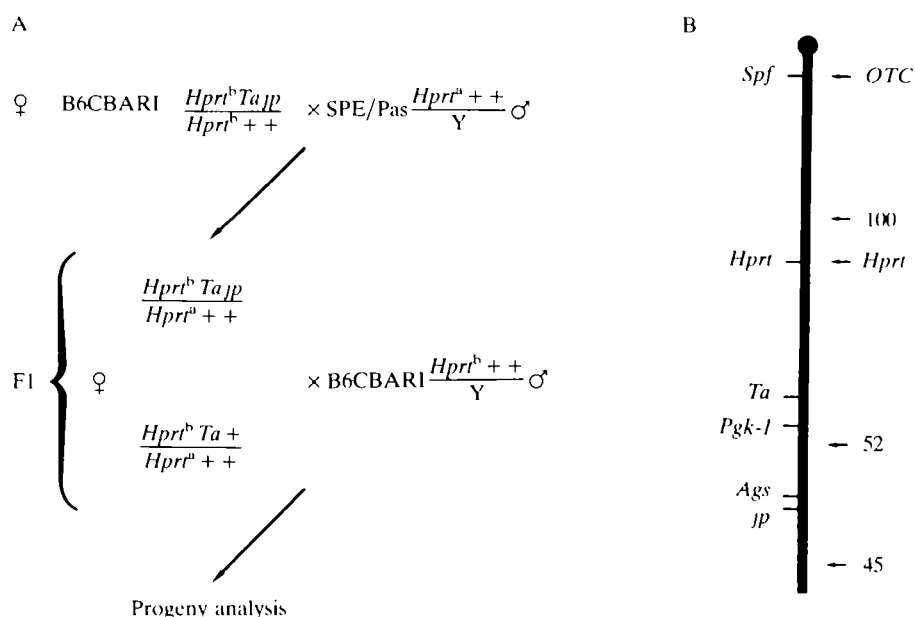 A
♀ B6CBARI Hprtᵇ Ta jp / Hprtᵇ + + × SPE/Pas Hprtᵃ + + / Y ♂
Hprtᵇ Ta jp / Hprtᵃ + +
F1 ♀ × B6CBARI Hprtᵇ + + / Y ♂
Hprtᵇ Ta + / Hprtᵃ + +
Progeny analysis
B
Spf OTC
100
Hprt Hprt
Ta
Pgk-1
52
Ags
jp
45